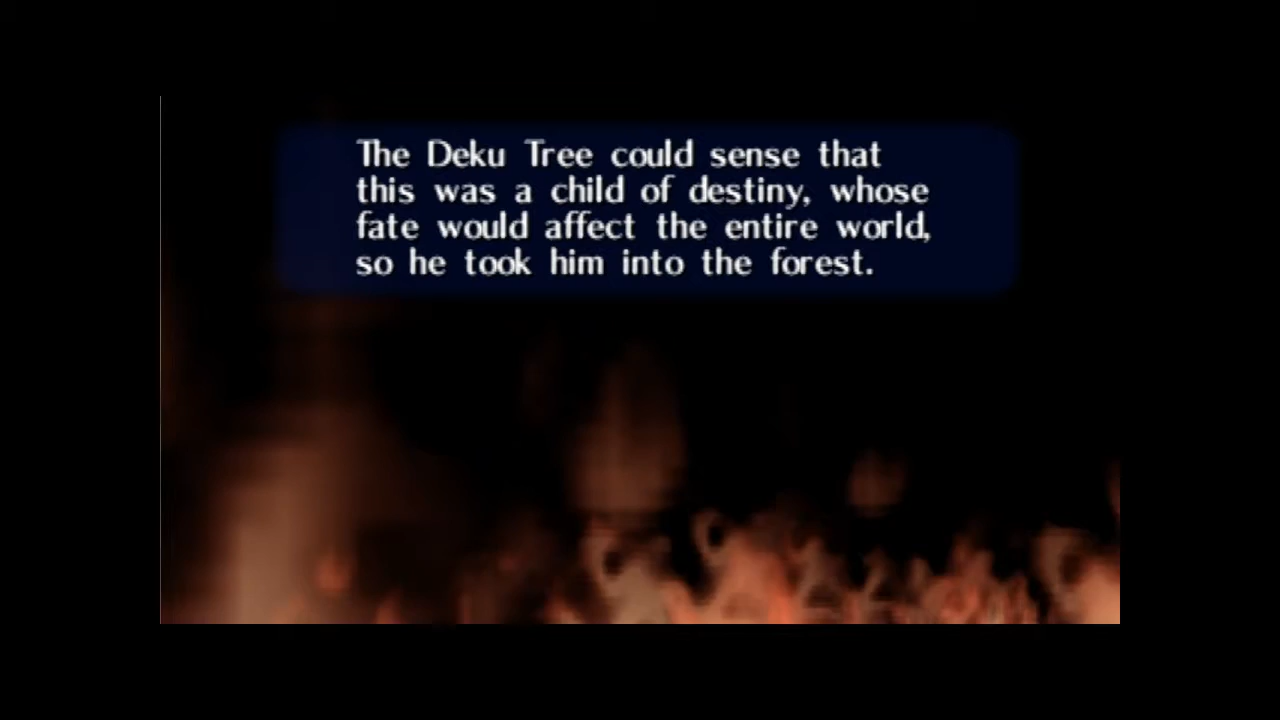 The Deku Tree could sense that
this was a child of destiny, whose
fate would affect the entire world,
so he took him into the forest.